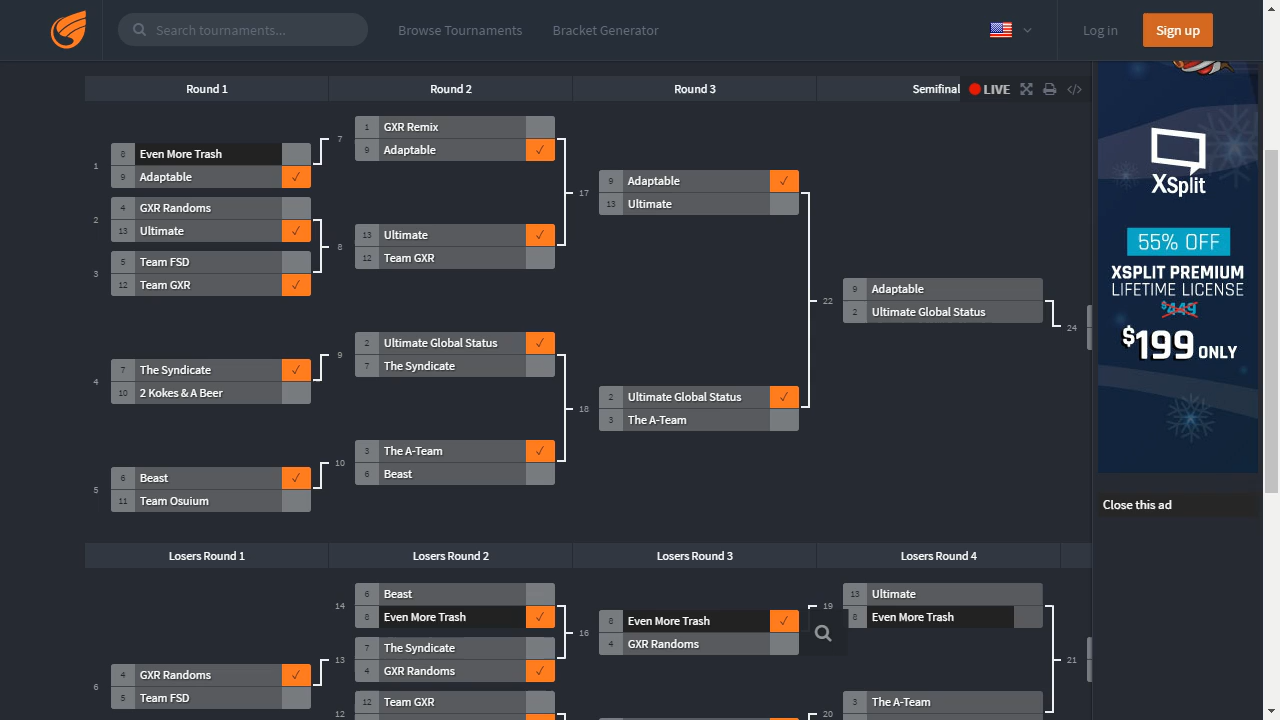 Search tournaments...
Browse Tournaments
Bracket Generator
Log in
Sign up
Round 1
Round 2
Round 3
Semifinal
LIVE
1
8 Even More Trash
9 Adaptable
2
4 GXR Randoms
13 Ultimate
3
5 Team FSD
12 Team GXR
4
7 The Syndicate
10 2 Kokes & A Beer
5
6 Beast
11 Team Osuium
7
1 GXR Remix
9 Adaptable
8
13 Ultimate
12 Team GXR
9
2 Ultimate Global Status
7 The Syndicate
10
3 The A-Team
6 Beast
17
9 Adaptable
13 Ultimate
18
2 Ultimate Global Status
3 The A-Team
22
9 Adaptable
2 Ultimate Global Status
24
Losers Round 1
Losers Round 2
Losers Round 3
Losers Round 4
6
4 GXR Randoms
5 Team FSD
14
6 Beast
8 Even More Trash
13
7 The Syndicate
4 GXR Randoms
12
12 Team GXR
16
8 Even More Trash
4 GXR Randoms
19
13 Ultimate
8 Even More Trash
20
3 The A-Team
21
XSplit
55% OFF
XSPLIT PREMIUM
LIFETIME LICENSE
$449
$199 ONLY
Close this ad